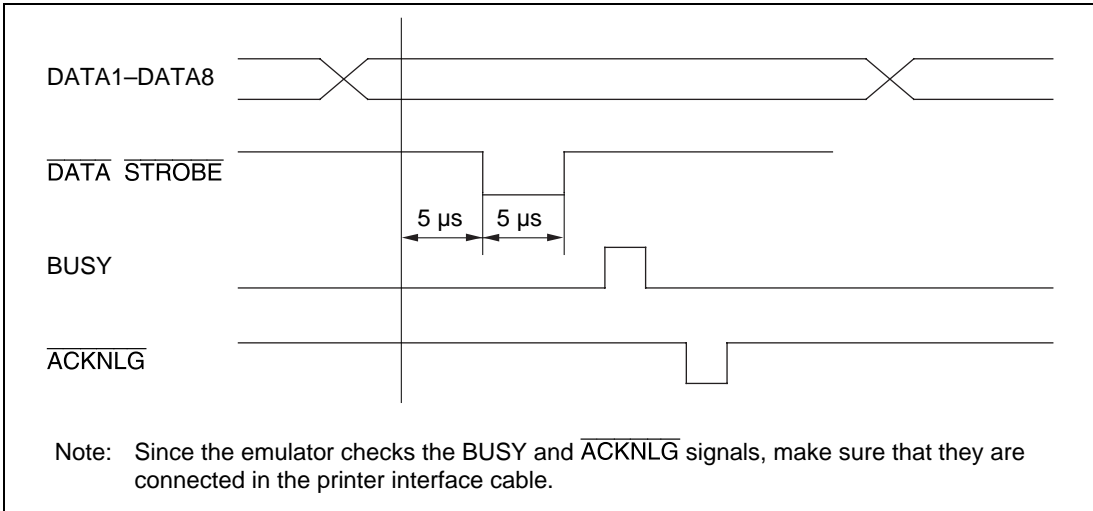 DATA1–DATA8
DATA STROBE
5 µs 5 µs
BUSY
ACKNLG
Note: Since the emulator checks the BUSY and ACKNLG signals, make sure that they are
connected in the printer interface cable.